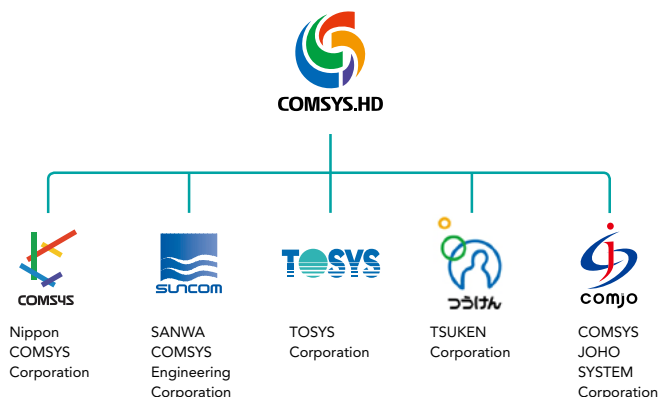 COMSYS.HD
COMSYS
SUNCOM
TOSYS
つうけん
comjo
Nippon
COMSYS
Corporation
SANWA
COMSYS
Engineering
Corporation
TOSYS
Corporation
TSUKEN
Corporation
COMSYS
JOHO
SYSTEM
Corporation